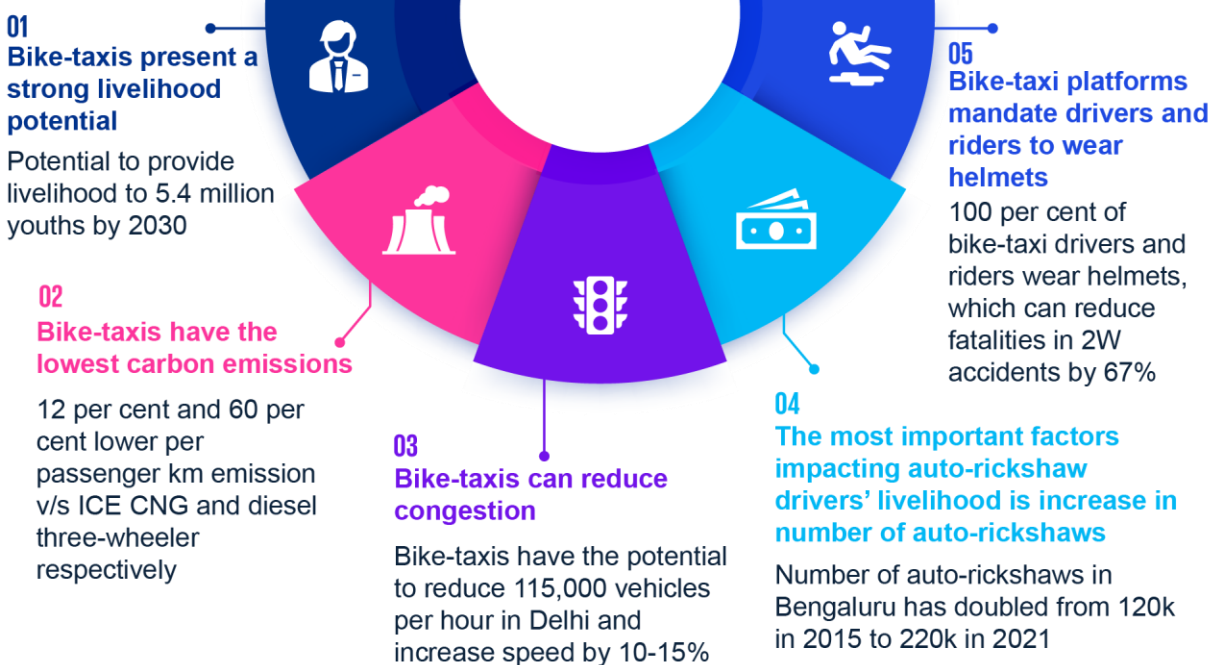 01
Bike-taxis present a
strong livelihood
potential
Potential to provide
livelihood to 5.4 million
youths by 2030
02
Bike-taxis have the
lowest carbon emissions
12 per cent and 60 per
cent lower per
passenger km emission
v/s ICE CNG and diesel
three-wheeler
respectively
03
Bike-taxis can reduce
congestion
Bike-taxis have the potential
to reduce 115,000 vehicles
per hour in Delhi and
increase speed by 10-15%
04
The most important factors
impacting auto-rickshaw
drivers’ livelihood is increase in
number of auto-rickshaws
Number of auto-rickshaws in
Bengaluru has doubled from 120k
in 2015 to 220k in 2021
05
Bike-taxi platforms
mandate drivers and
riders to wear
helmets
100 per cent of
bike-taxi drivers and
riders wear helmets,
which can reduce
fatalities in 2W
accidents by 67%